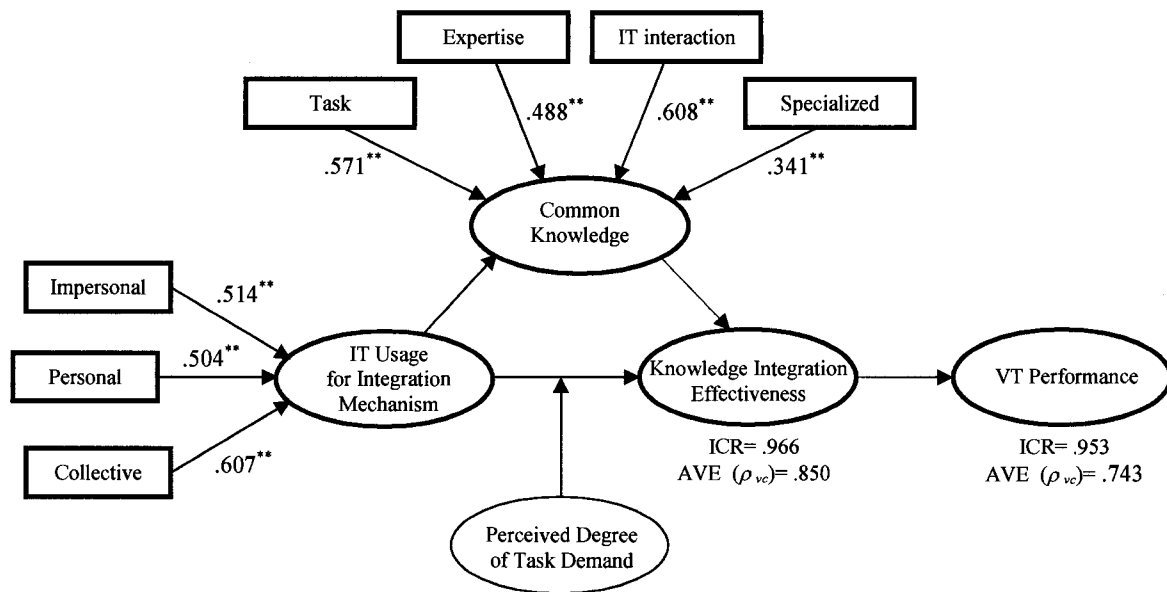 Expertise
IT interaction
Task
Specialized
.488**
.608**
.571**
.341**
Common
Knowledge
Impersonal
.514**
Personal
.504**
IT Usage
for Integration
Mechanism
Knowledge Integration
Effectiveness
VT Performance
Collective
.607**
ICR= .966
AVE (ρ vc)= .850
ICR= .953
AVE (ρ vc)= .743
Perceived Degree
of Task Demand